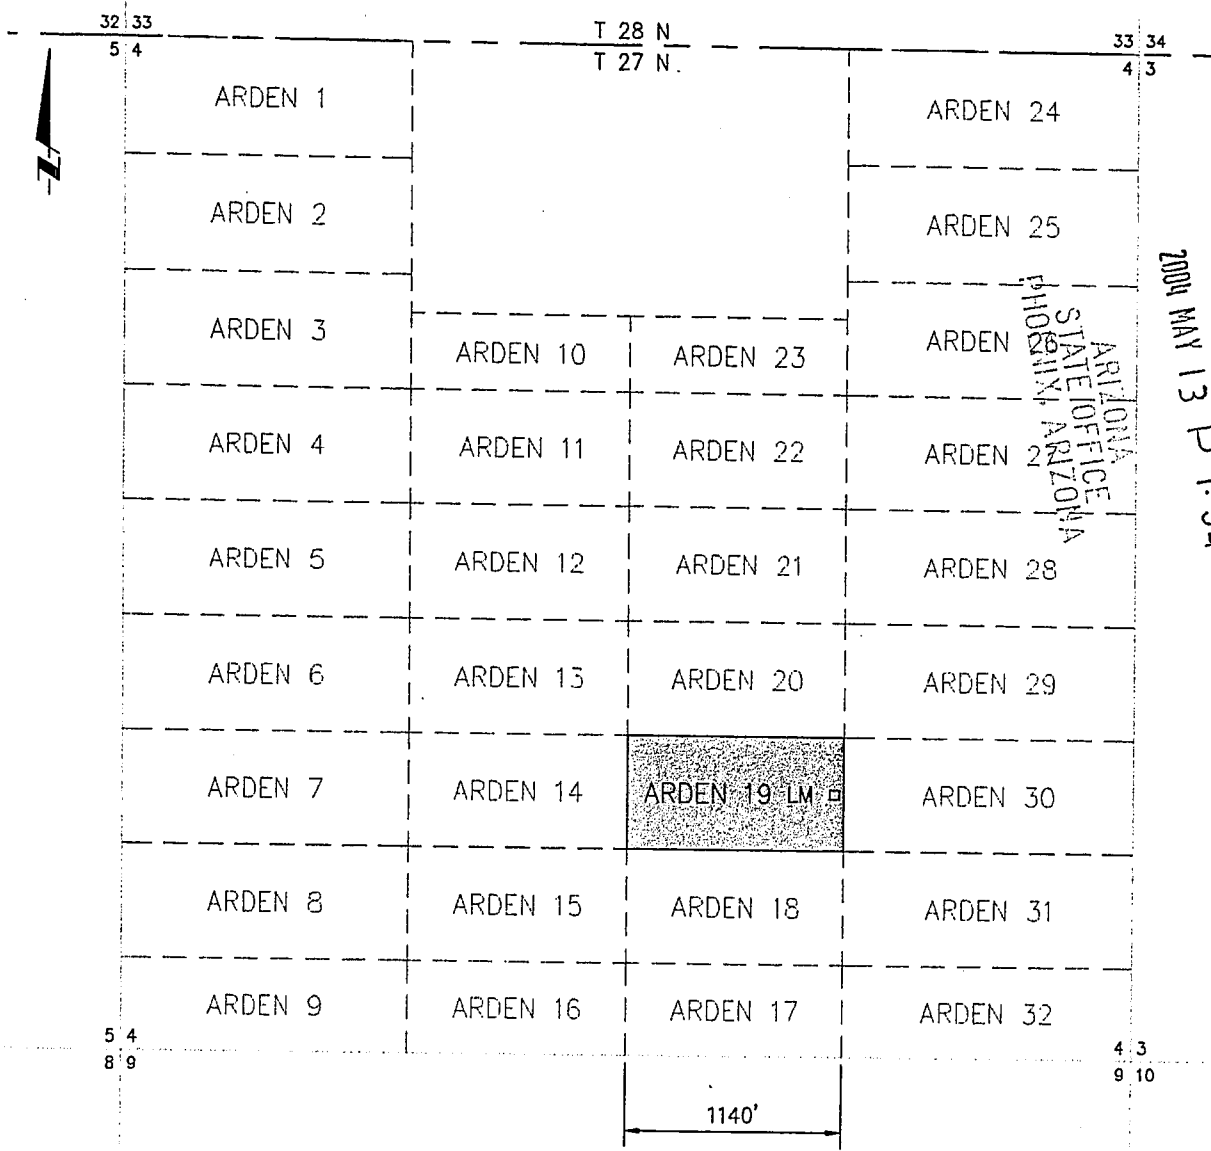 32 33
5 4
T 28 N
T 27 N.
33 34
4 3
N
ARDEN 1
ARDEN 24
ARDEN 2
ARDEN 25
ARDEN 3
ARDEN 10
ARDEN 23
ARDEN 26
ARDEN 4
ARDEN 11
ARDEN 22
ARDEN 27
ARDEN 5
ARDEN 12
ARDEN 21
ARDEN 28
ARDEN 6
ARDEN 13
ARDEN 20
ARDEN 29
ARDEN 7
ARDEN 14
ARDEN 19 LM
ARDEN 30
ARDEN 8
ARDEN 15
ARDEN 18
ARDEN 31
ARDEN 9
ARDEN 16
ARDEN 17
ARDEN 32
5 4
8 9
4 3
9 10
1140'
2004 MAY 13 P
ARIZONA
STATE OFFICE
PHOENIX, ARIZONA